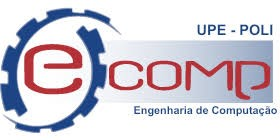 UPE - POLI
ecomp
Engenharia de Computação